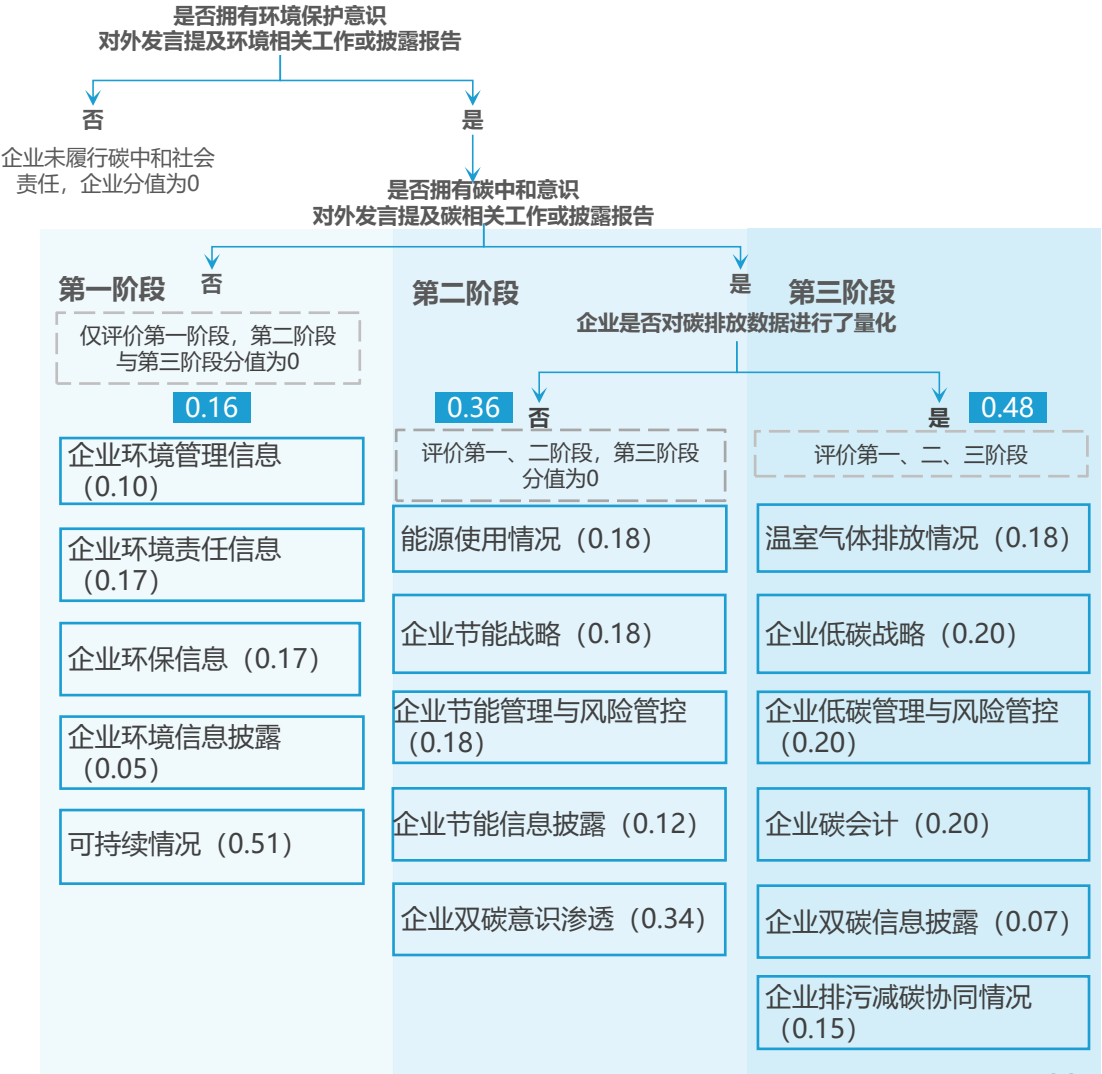 是否拥有环境保护意识
对外发言提及环境相关工作或披露报告
否
是
企业未履行碳中和社会
责任，企业分值为0
是否拥有碳中和意识
对外发言提及碳相关工作或披露报告
第一阶段
否
仅评价第一阶段，第二阶段
与第三阶段分值为0
0.16
企业环境管理信息
（0.10）
企业环境责任信息
（0.17）
企业环保信息（0.17）
企业环境信息披露
（0.05）
可持续情况（0.51）
第二阶段
是
第三阶段
企业是否对碳排放数据进行了量化
0.36
否
评价第一、二阶段，第三阶段
分值为0
能源使用情况（0.18）
企业节能战略（0.18）
企业节能管理与风险管控
（0.18）
企业节能信息披露（0.12）
企业双碳意识渗透（0.34）
是
0.48
评价第一、二、三阶段
温室气体排放情况（0.18）
企业低碳战略（0.20）
企业低碳管理与风险管控
（0.20）
企业碳会计（0.20）
企业双碳信息披露（0.07）
企业排污减碳协同情况
（0.15）